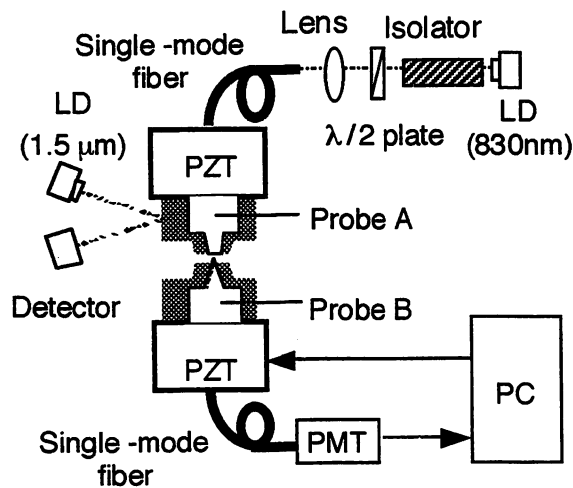 Single -mode
fiber
Lens
Isolator
LD
(1.5 μm)
λ/2 plate
LD
(830nm)
PZT
Probe A
Detector
Probe B
PZT
PC
Single -mode
fiber
PMT